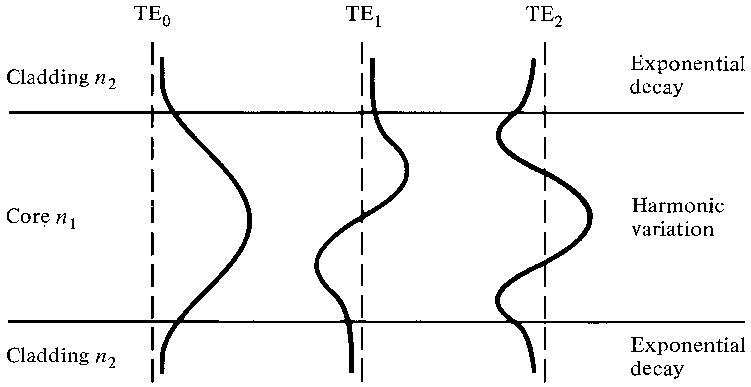 TE₀
TE₁
TE₂
Cladding n₂
Exponential
decay
Core n₁
Harmonic
variation
Cladding n₂
Exponential
decay